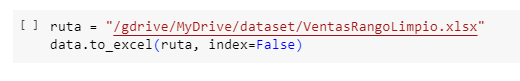 [ ] ruta = "/gdrive/MyDrive/dataset/VentasRangoLimpio.xlsx"
data.to_excel(ruta, index=False)